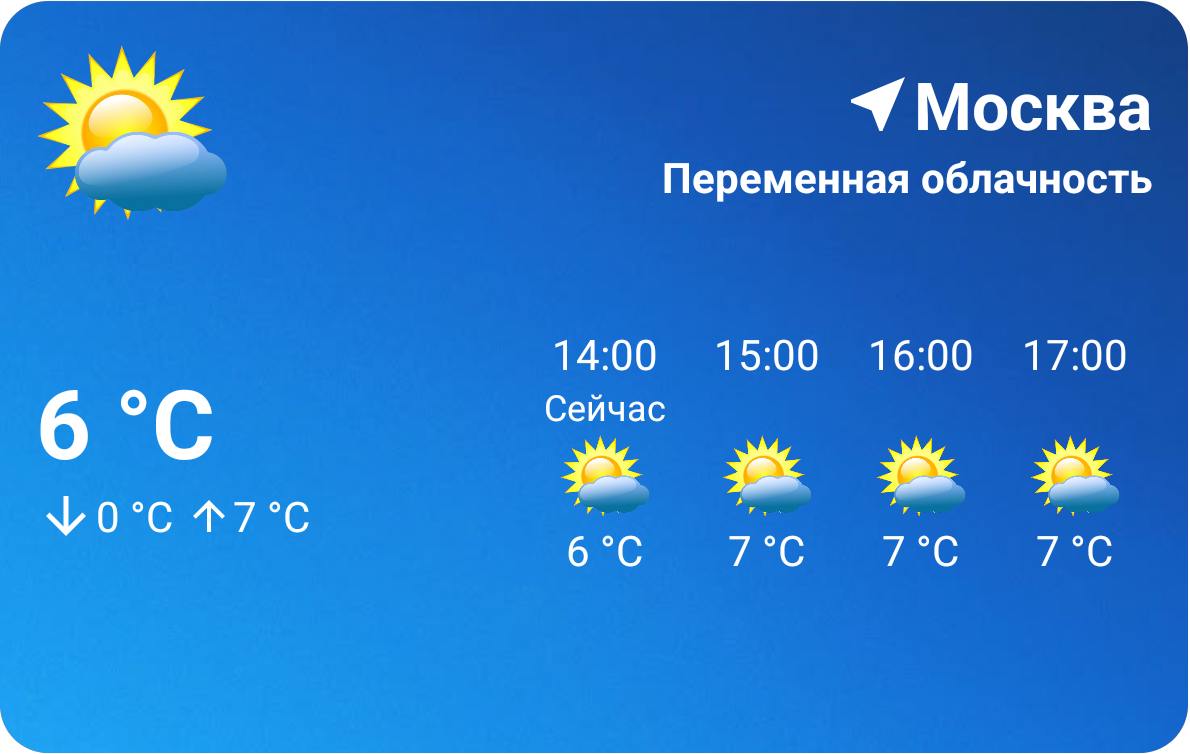 Москва
Переменная облачность
14:00 15:00 16:00 17:00
Сейчас
6 °C
↓ 0 °C ↑ 7 °C
6 °C 7 °C 7 °C 7 °C